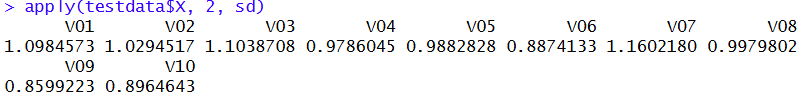 > apply(testdata$X, 2, sd)
V01 V02 V03 V04 V05 V06 V07 V08
1.0984573 1.0294517 1.1038708 0.9786045 0.9882828 0.8874133 1.1602180 0.9979802
V09 V10
0.8599223 0.8964643